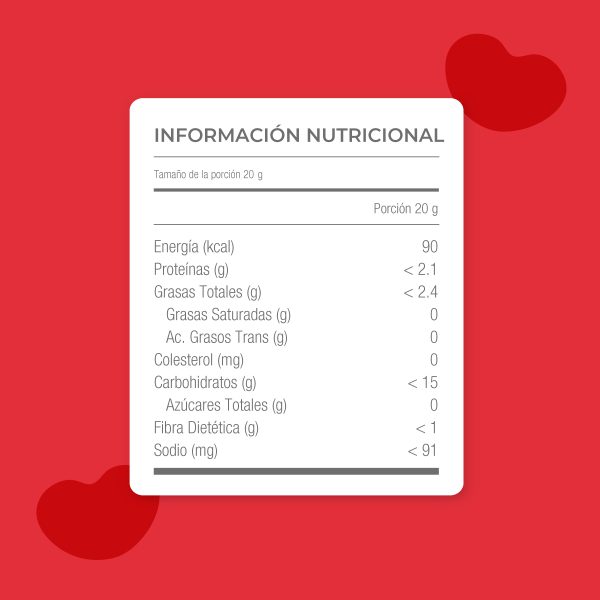 INFORMACIÓN NUTRICIONAL
Tamaño de la porción 20 g
Porción 20 g
Energía (kcal) 90
Proteínas (g) < 2.1
Grasas Totales (g) < 2.4
Grasas Saturadas (g) 0
Ac. Grasos Trans (g) 0
Colesterol (mg) 0
Carbohidratos (g) < 15
Azúcares Totales (g) 0
Fibra Dietética (g) < 1
Sodio (mg) < 91